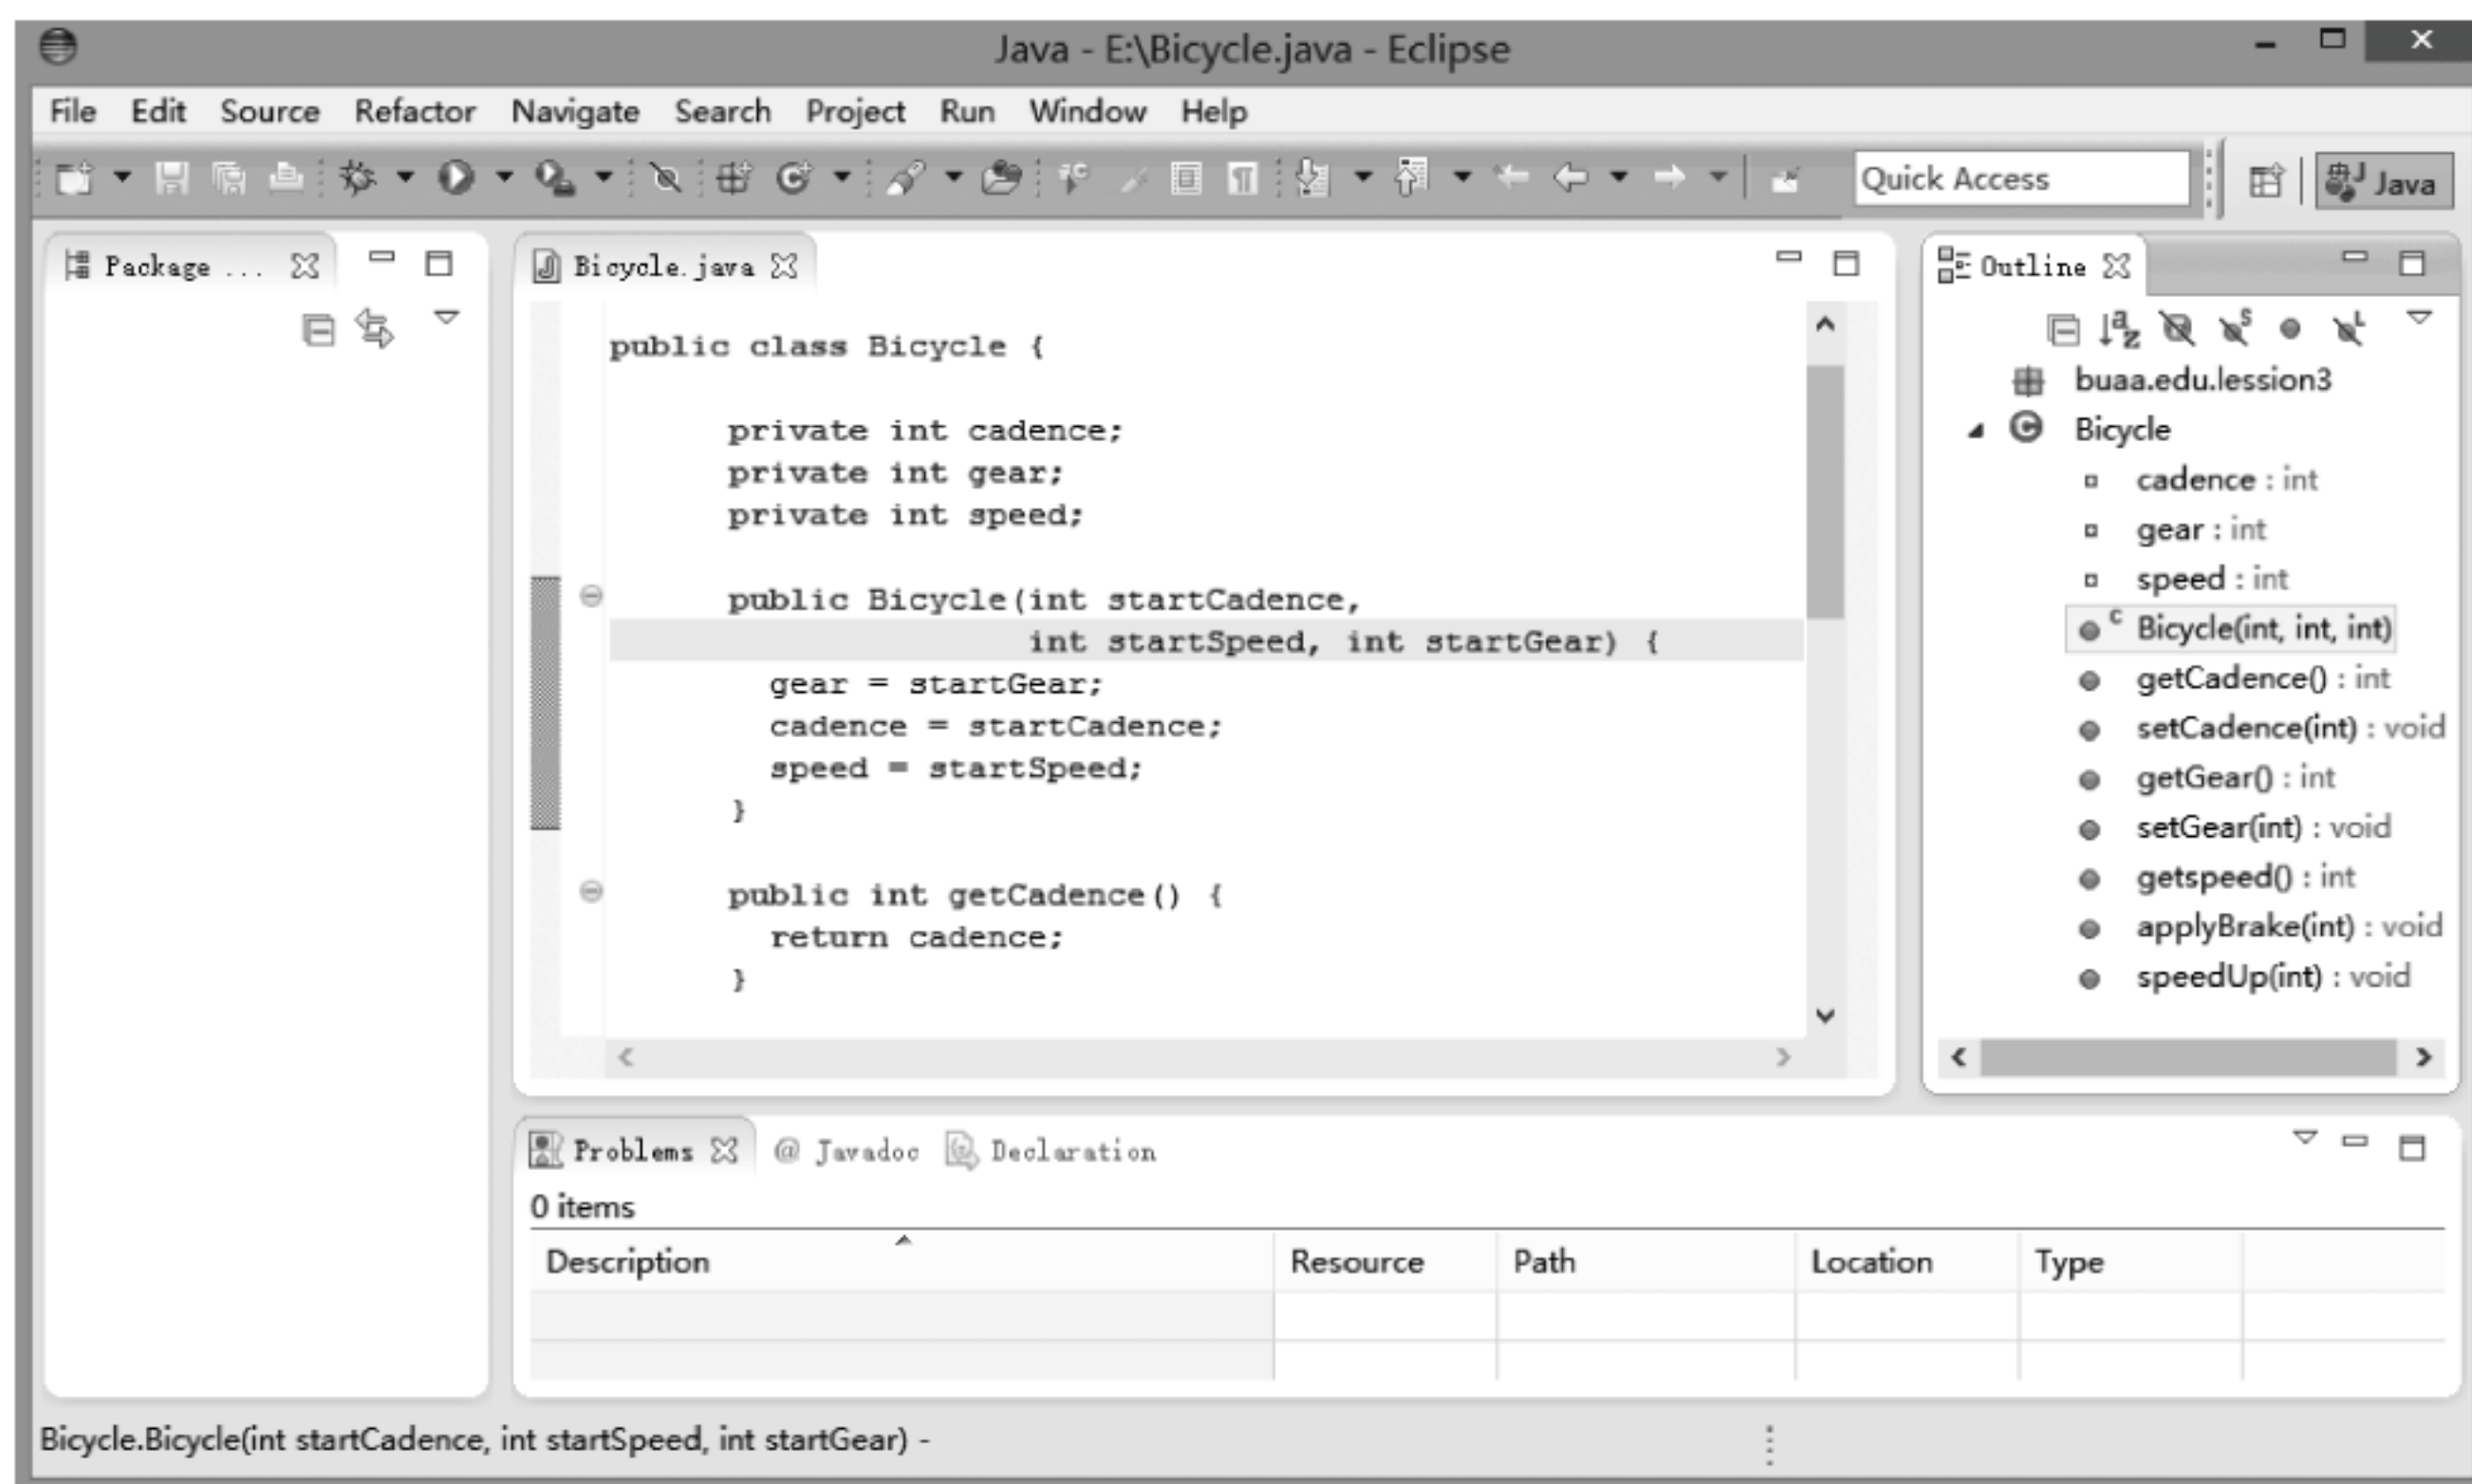 Java - E:\Bicycle.java - Eclipse
File Edit Source Refactor Navigate Search Project Run Window Help
Quick Access
Java
Package ...
Bicycle.java
public class Bicycle {
private int cadence;
private int gear;
private int speed;
public Bicycle(int startCadence,
int startSpeed, int startGear) {
gear = startGear;
cadence = startCadence;
speed = startSpeed;
}
public int getCadence() {
return cadence;
}
Outline
buaa.edu.lession3
Bicycle
cadence : int
gear : int
speed : int
Bicycle(int, int, int)
getCadence() : int
setCadence(int) : void
getGear() : int
setGear(int) : void
getspeed() : int
applyBrake(int) : void
speedUp(int) : void
Problems @ Javadoc Declaration
0 items
Description Resource Path Location Type
Bicycle.Bicycle(int startCadence, int startSpeed, int startGear) -